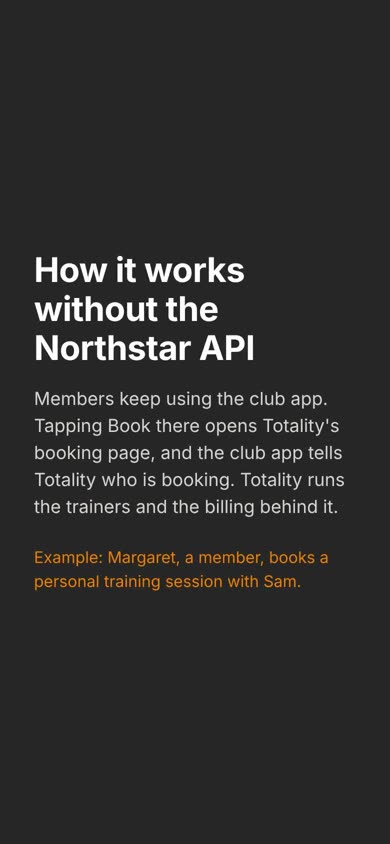 How it works
without the
Northstar API
Members keep using the club app.
Tapping Book there opens Totality's
booking page, and the club app tells
Totality who is booking. Totality runs
the trainers and the billing behind it.
Example: Margaret, a member, books a
personal training session with Sam.